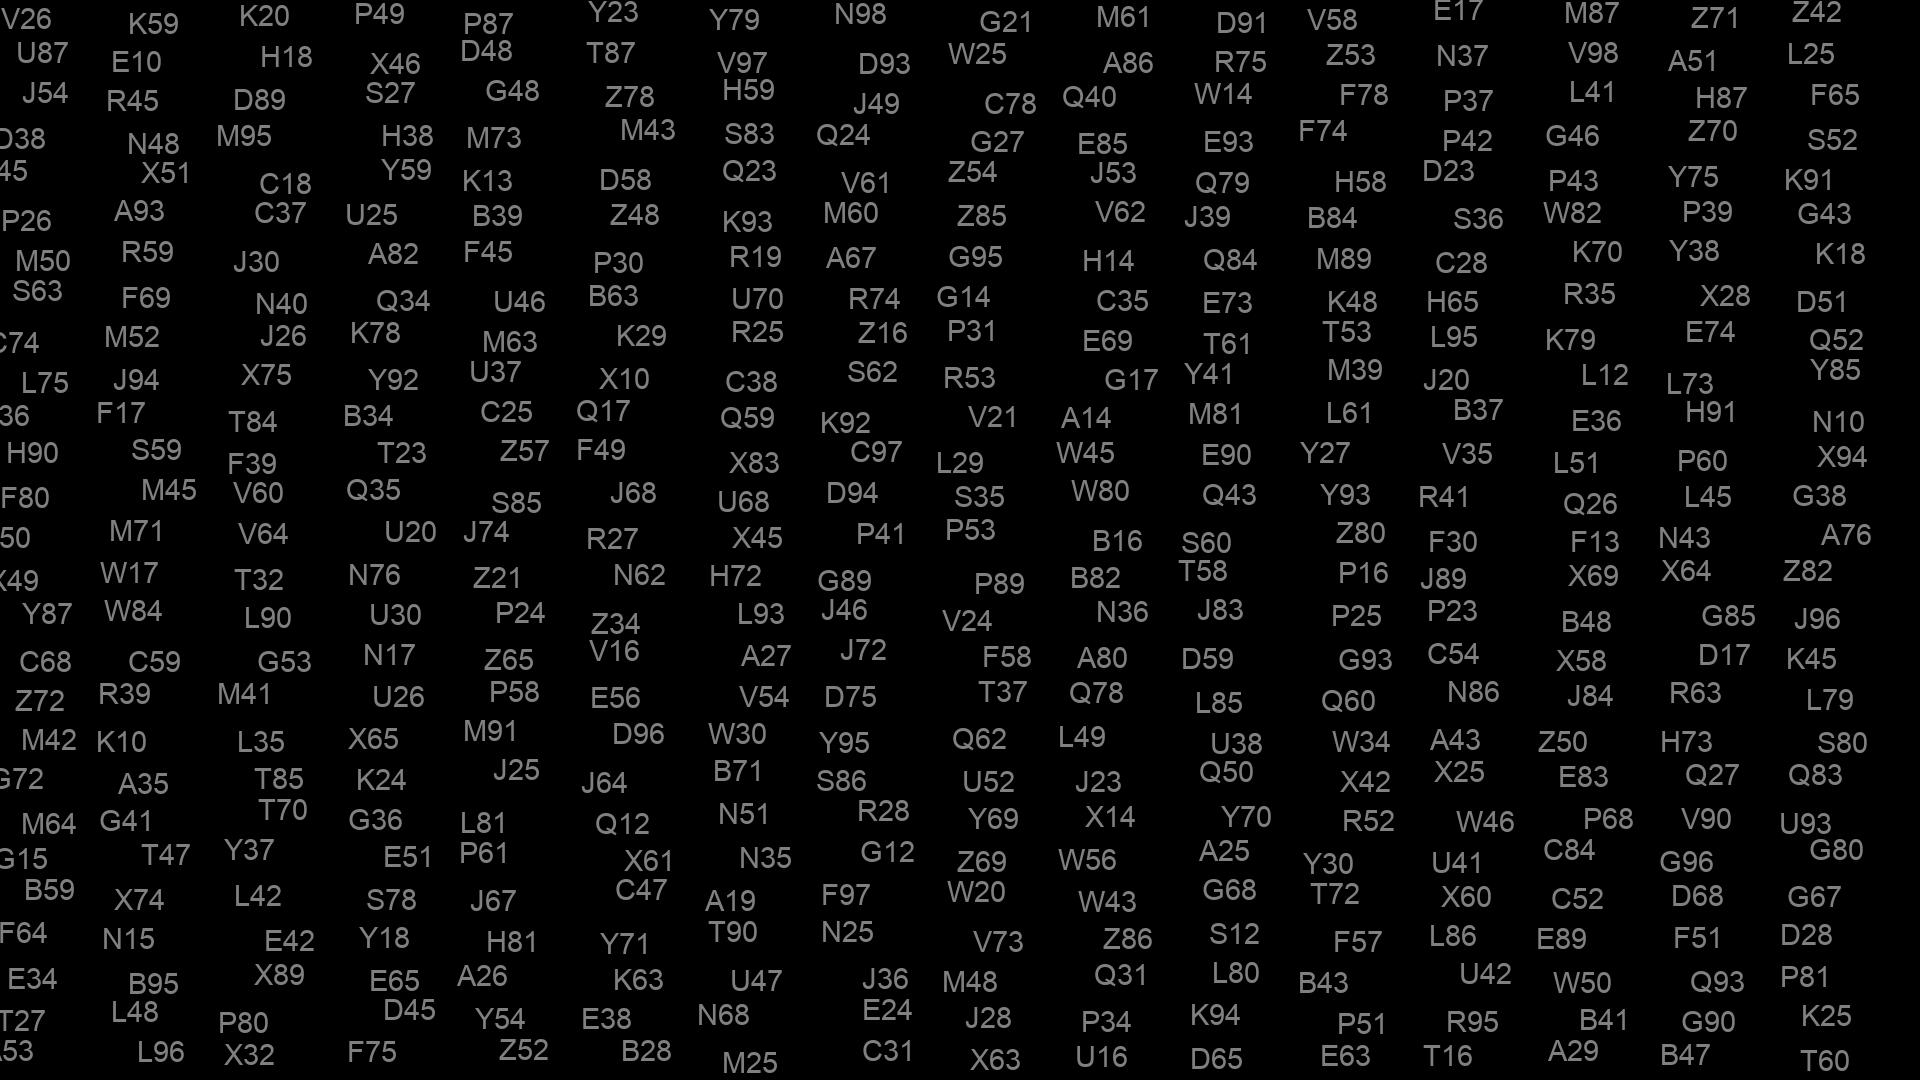 V26 K59 K20 P49 P87 Y23 Y79 N98 G21 M61 D91 V58 E17 M87 Z71 Z42
U87 E10 H18 X46 D48 T87 V97 D93 W25 A86 R75 Z53 N37 V98 A51 L25
J54 R45 D89 S27 G48 Z78 H59 J49 C78 Q40 W14 F78 P37 L41 H87 F65
D38 N48 M95 H38 M73 M43 S83 Q24 G27 E85 E93 F74 P42 G46 Z70 S52
45 X51 C18 Y59 K13 D58 Q23 V61 Z54 J53 Q79 H58 D23 P43 Y75 K91
P26 A93 C37 U25 B39 Z48 K93 M60 Z85 V62 J39 B84 S36 W82 P39 G43
M50 R59 J30 A82 F45 P30 R19 A67 G95 H14 Q84 M89 C28 K70 Y38 K18
S63 F69 N40 Q34 U46 B63 U70 R74 G14 C35 E73 K48 H65 R35 X28 D51
C74 M52 J26 K78 M63 K29 R25 Z16 P31 E69 T61 T53 L95 K79 E74 Q52
L75 J94 X75 Y92 U37 X10 C38 S62 R53 G17 Y41 M39 J20 L12 L73 Y85
36 F17 T84 B34 C25 Q17 Q59 K92 V21 A14 M81 L61 B37 E36 H91 N10
H90 S59 F39 T23 Z57 F49 X83 C97 L29 W45 E90 Y27 V35 L51 P60 X94
F80 M45 V60 Q35 S85 J68 U68 D94 S35 W80 Q43 Y93 R41 Q26 L45 G38
50 M71 V64 U20 J74 R27 X45 P41 P53 B16 S60 Z80 F30 F13 N43 A76
X49 W17 T32 N76 Z21 N62 H72 G89 P89 B82 T58 P16 J89 X69 X64 Z82
Y87 W84 L90 U30 P24 Z34 L93 J46 V24 N36 J83 P25 P23 B48 G85 J96
C68 C59 G53 N17 Z65 V16 A27 J72 F58 A80 D59 G93 C54 X58 D17 K45
Z72 R39 M41 U26 P58 E56 V54 D75 T37 Q78 L85 Q60 N86 J84 R63 L79
M42 K10 L35 X65 M91 D96 W30 Y95 Q62 L49 U38 W34 A43 Z50 H73 S80
G72 A35 T85 K24 J25 J64 B71 S86 U52 J23 Q50 X42 X25 E83 Q27 Q83
M64 G41 T70 G36 L81 Q12 N51 R28 Y69 X14 Y70 R52 W46 P68 V90 U93
G15 T47 Y37 E51 P61 X61 N35 G12 Z69 W56 A25 Y30 U41 C84 G96 G80
B59 X74 L42 S78 J67 C47 A19 F97 W20 W43 G68 T72 X60 C52 D68 G67
F64 N15 E42 Y18 H81 Y71 T90 N25 V73 Z86 S12 F57 L86 E89 F51 D28
E34 B95 X89 E65 A26 K63 U47 J36 M48 Q31 L80 B43 U42 W50 Q93 P81
T27 L48 P80 D45 Y54 E38 N68 E24 J28 P34 K94 P51 R95 B41 G90 K25
53 L96 X32 F75 Z52 B28 M25 C31 X63 U16 D65 E63 T16 A29 B47 T60